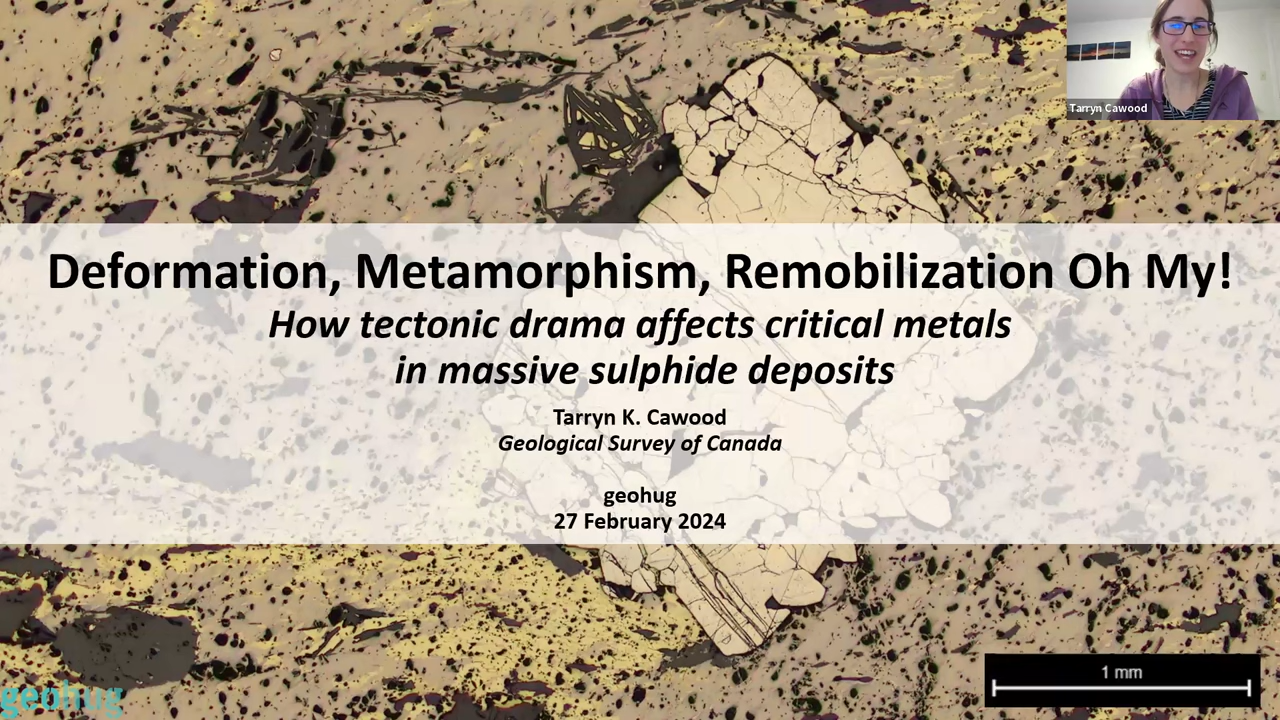 Tarryn Cawood
Deformation, Metamorphism, Remobilization Oh My!
How tectonic drama affects critical metals
in massive sulphide deposits
Tarryn K. Cawood
Geological Survey of Canada
geohug
27 February 2024
1 mm
geohug